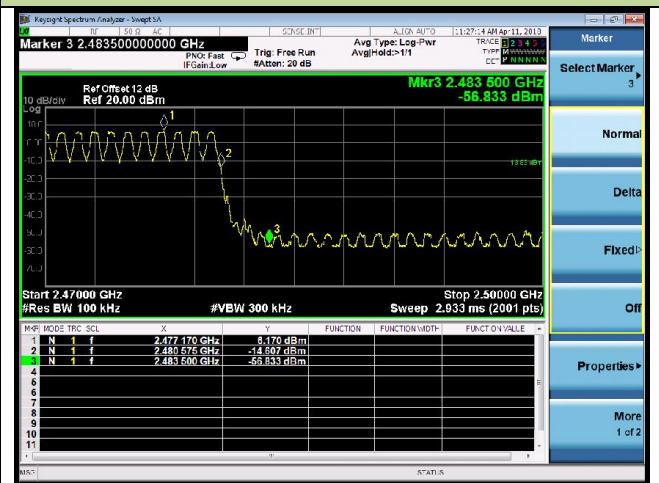 Keysight Spectrum Analyzer - Swept SA
RF 50 Ω AC SENSE:INT ALIGN AUTO 11:27:14 AM Apr 11, 2018
Marker 3 2.483500000000 GHz
PNO: Fast
IFGain:Low
Trig: Free Run
#Atten: 20 dB
Avg Type: Log-Pwr
Avg|Hold:>1/1
TRACE 1 2 3 4 5
TYPE
DET P N N N N N
Ref Offset 12 dB
Ref 20.00 dBm
10 dB/div
Log
Mkr3 2.483 500 GHz
-56.833 dBm
1
2
3
Start 2.47000 GHz
#Res BW 100 kHz
#VBW 300 kHz
Stop 2.50000 GHz
Sweep 2.933 ms (2001 pts)
MKR MODE TRC SCL X Y FUNCTION FUNCTION WIDTH FUNCTION VALUE
1 N 1 f 2.477 170 GHz 6.170 dBm
2 N 1 f 2.480 575 GHz -14.607 dBm
3 N 1 f 2.483 500 GHz -56.833 dBm
4
5
6
7
8
9
10
11
MSG
STATUS
Marker
Select Marker
3
Normal
Delta
Fixed
Off
Properties
More
1 of 2